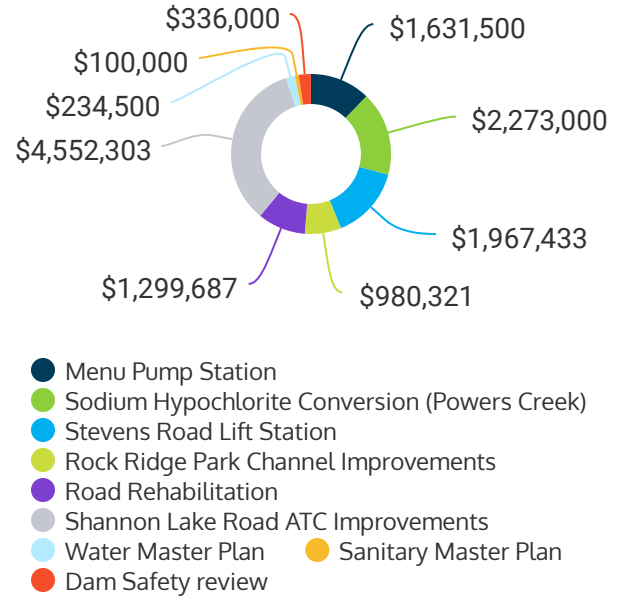 $336,000
$1,631,500
$100,000
$234,500
$2,273,000
$4,552,303
$1,967,433
$1,299,687
$980,321
Menu Pump Station
Sodium Hypochlorite Conversion (Powers Creek)
Stevens Road Lift Station
Rock Ridge Park Channel Improvements
Road Rehabilitation
Shannon Lake Road ATC Improvements
Water Master Plan Sanitary Master Plan
Dam Safety review